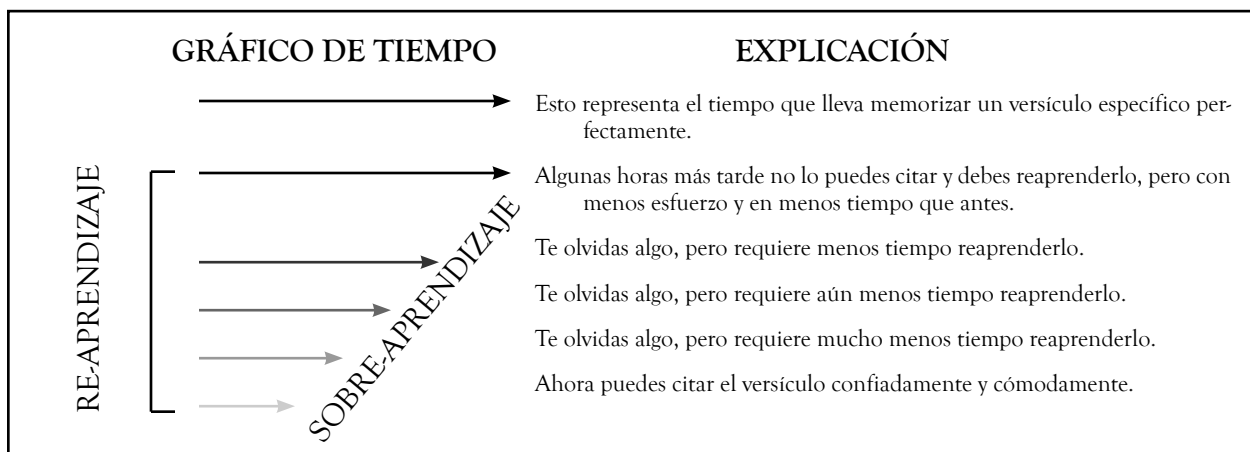 GRÁFICO DE TIEMPO
EXPLICACIÓN
Esto representa el tiempo que lleva memorizar un versículo específico per-
fectamente.
RE-APRENDIZAJE
SOBRE-APRENDIZAJE
Algunas horas más tarde no lo puedes citar y debes reaprenderlo, pero con
menos esfuerzo y en menos tiempo que antes.
Te olvidas algo, pero requiere menos tiempo reaprenderlo.
Te olvidas algo, pero requiere aún menos tiempo reaprenderlo.
Te olvidas algo, pero requiere mucho menos tiempo reaprenderlo.
Ahora puedes citar el versículo confiadamente y cómodamente.